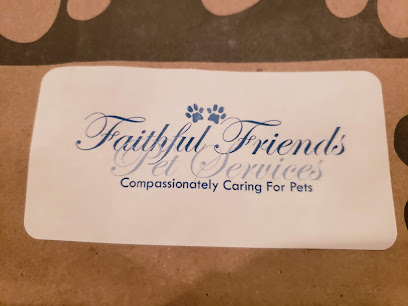 Faithful Friends
Pet Services
Compassionately Caring For Pets